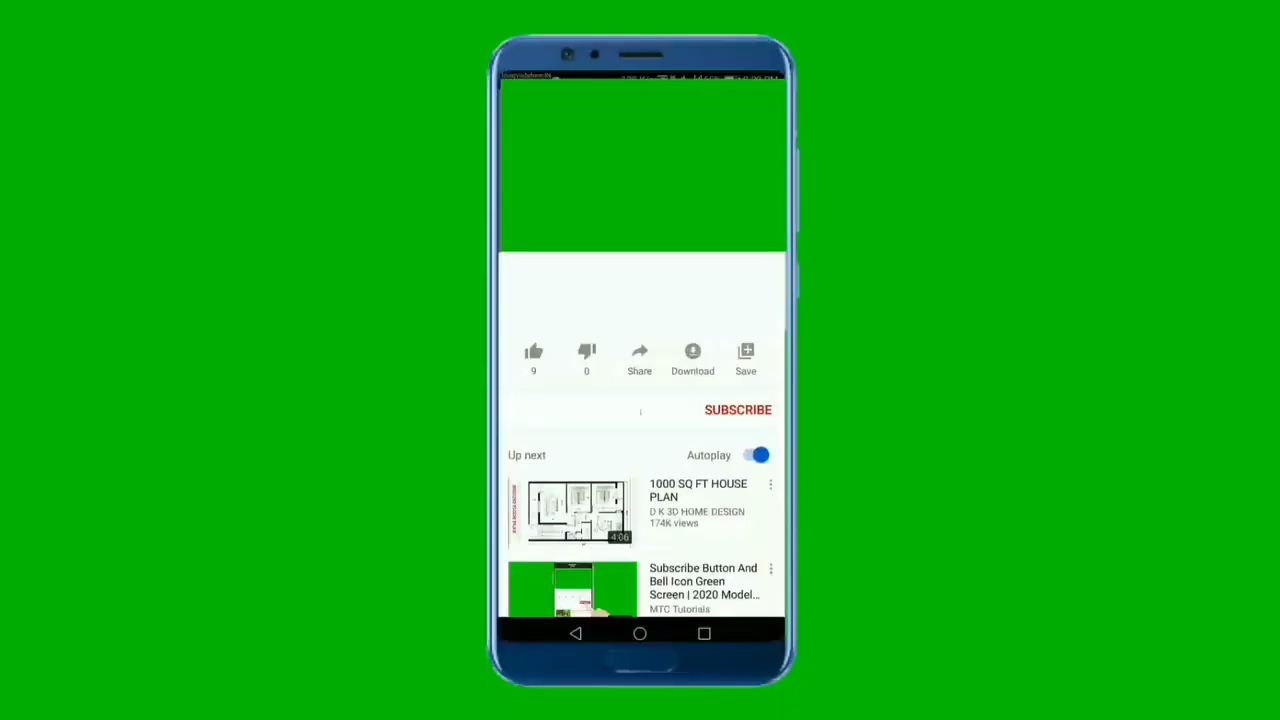 9
0
Share
Download
Save
SUBSCRIBE
Up next
Autoplay
1000 SQ FT HOUSE
PLAN
D K 3D HOME DESIGN
174K views
4:06
Subscribe Button And
Bell Icon Green
Screen | 2020 Model...
MTC Tutorials